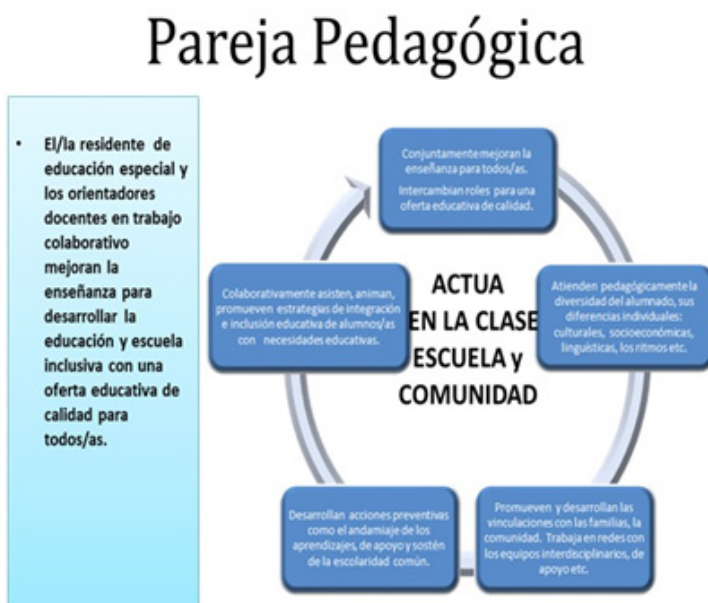 Pareja Pedagógica
• El/la residente de
educación especial y
los orientadores
docentes en trabajo
colaborativo
mejoran la
enseñanza para
desarrollar la
educación y escuela
inclusiva con una
oferta educativa de
calidad para
todos/as.
Conjuntamente mejoran la
enseñanza para todos/as.
Intercambian roles para una
oferta educativa de calidad.
Atienden pedagógicamente la
diversidad del alumnado, sus
diferencias individuales:
culturales, socioeconómicas,
linguísticas, los ritmos etc.
Promueven y desarrollan las
vinculaciones con las familias, la
comunidad. Trabaja en redes con
los equipos interdisciplinarios, de
apoyo etc.
Desarrollan acciones preventivas
como el andamiaje de los
aprendizajes, de apoyo y sostén
de la escolaridad común.
Colaborativamente asisten, animan,
promueven estrategias de integración
e inclusión educativa de alumnos/as
con necesidades educativas.
ACTUA
EN LA CLASE
ESCUELA y
COMUNIDAD